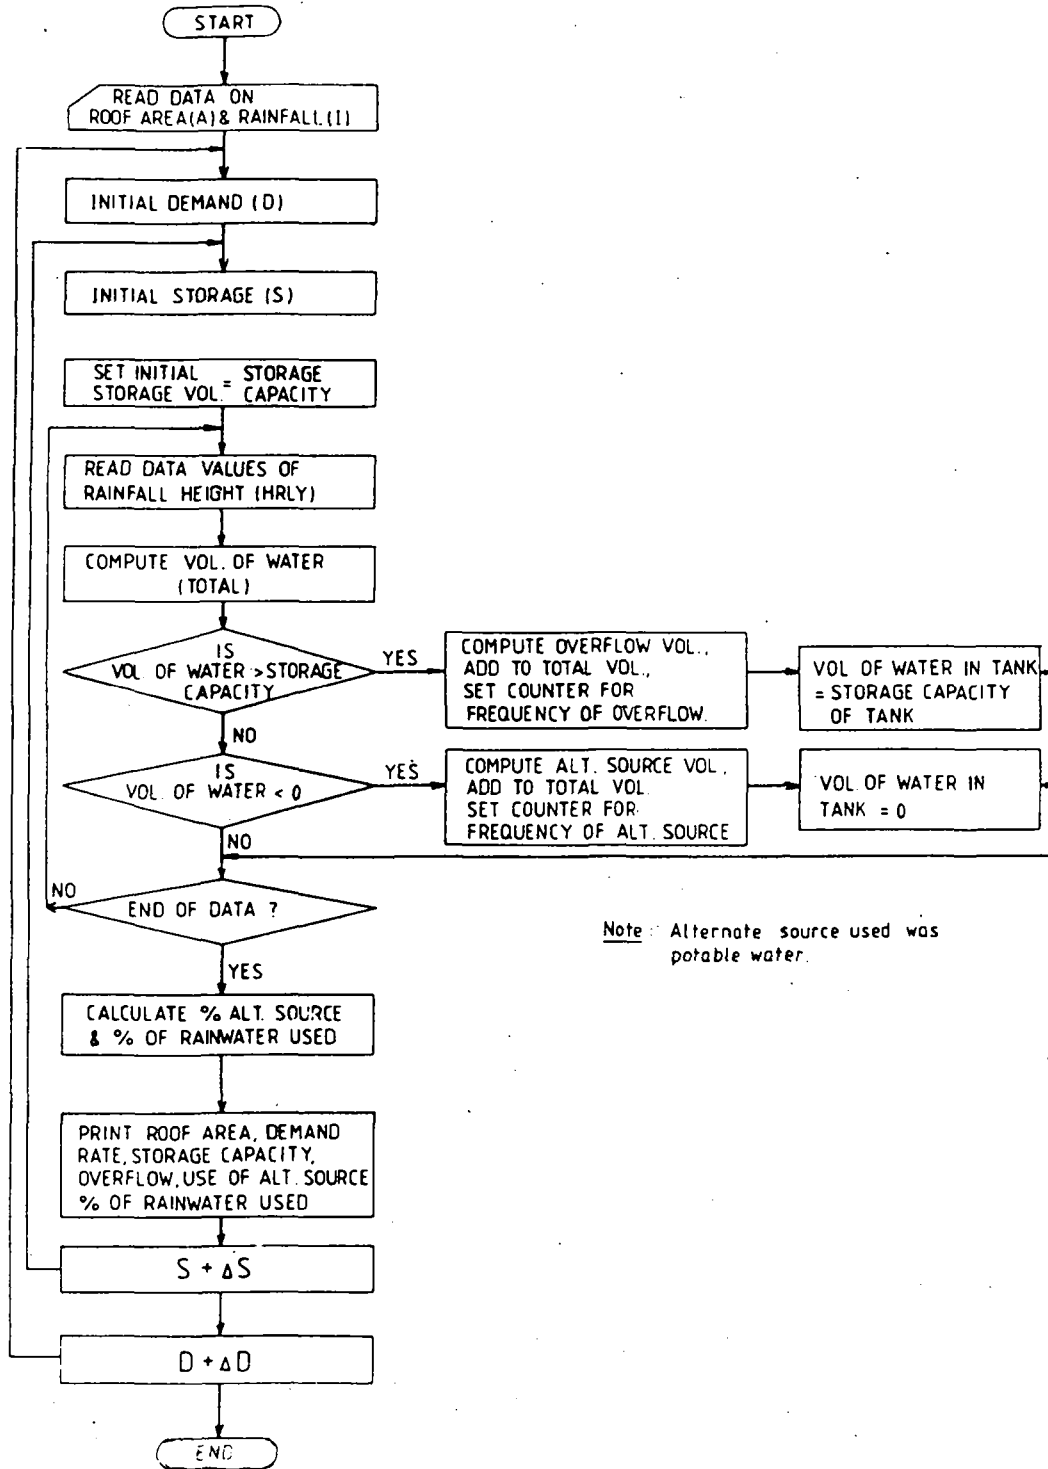 START
READ DATA ON
ROOF AREA(A) & RAINFALL (I)
INITIAL DEMAND (D)
INITIAL STORAGE (S)
SET INITIAL STORAGE
STORAGE VOL. = CAPACITY
READ DATA VALUES OF
RAINFALL HEIGHT (HRLY)
COMPUTE VOL. OF WATER
(TOTAL)
IS
VOL OF WATER > STORAGE
CAPACITY
YES
COMPUTE OVERFLOW VOL.,
ADD TO TOTAL VOL.,
SET COUNTER FOR
FREQUENCY OF OVERFLOW.
VOL OF WATER IN TANK
= STORAGE CAPACITY
OF TANK
NO
IS
VOL. OF WATER < 0
YES
COMPUTE ALT. SOURCE VOL,
ADD TO TOTAL VOL.
SET COUNTER FOR
FREQUENCY OF ALT. SOURCE
VOL. OF WATER IN
TANK = 0
NO
NO
END OF DATA ?
Note : Alternate source used was
potable water.
YES
CALCULATE % ALT. SOURCE
& % OF RAINWATER USED
PRINT ROOF AREA, DEMAND
RATE, STORAGE CAPACITY,
OVERFLOW, USE OF ALT. SOURCE
% OF RAINWATER USED
S + ΔS
D + ΔD
END